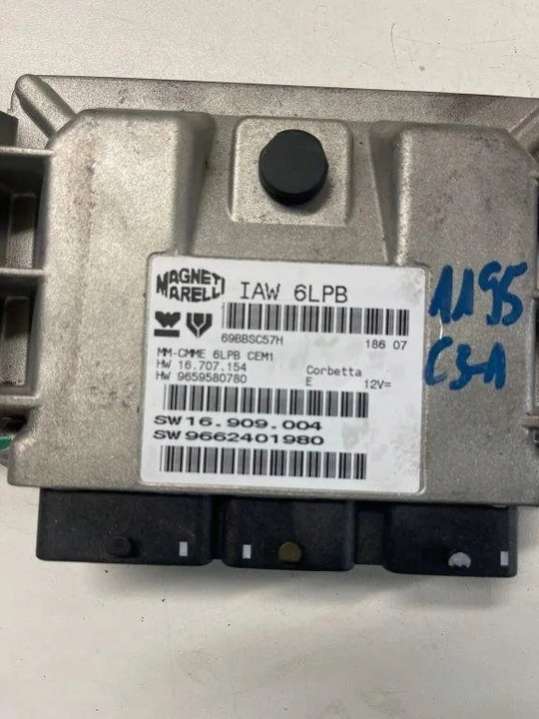 MAGNETI
MARELLI
IAW 6LPB
69BBSC57H
186 07
MM-CMME 6LPB CEM1
HW 16.707.154
Corbetta
HW 9659580780
E
12V=
SW16.909.004
SW9662401980
1195
C3-A